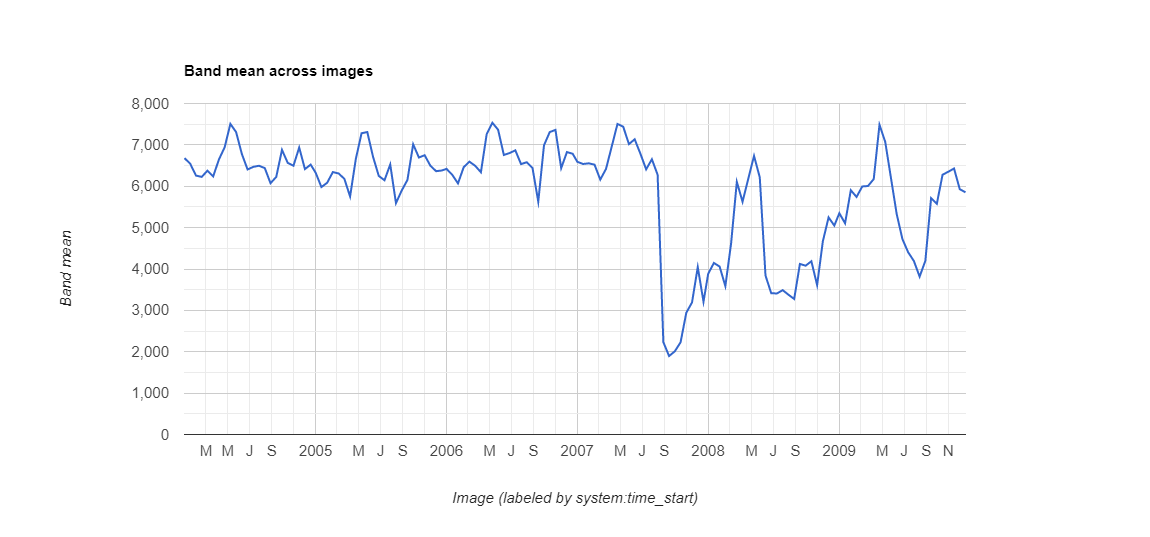 Band mean across images
8,000
7,000
6,000
5,000
4,000
3,000
2,000
1,000
0
Band mean
M M J S 2005 M J S 2006 M J S 2007 M J S 2008 M J S 2009 M J S N
Image (labeled by system:time_start)